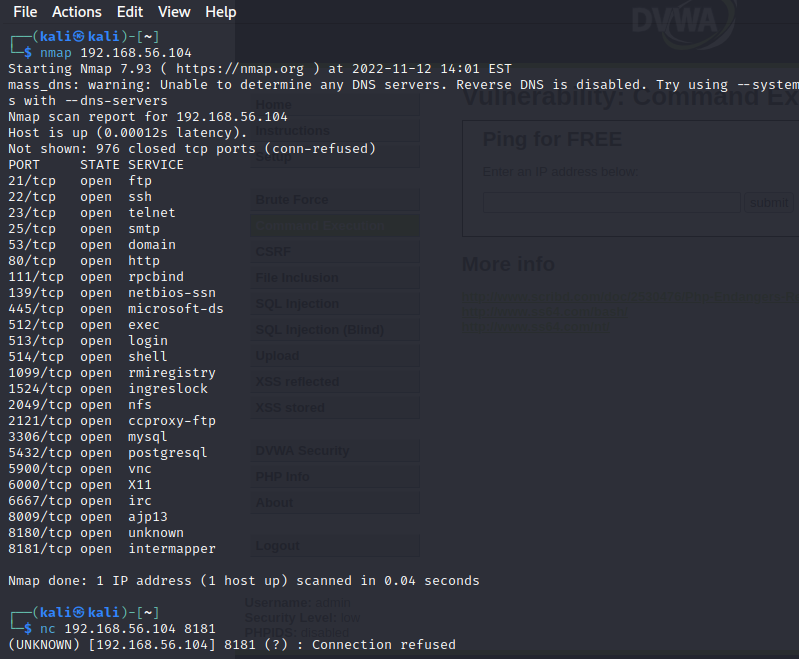 File Actions Edit View Help
DVWA
┌──(kali㉿kali)-[~]
└─$ nmap 192.168.56.104
Starting Nmap 7.93 ( https://nmap.org ) at 2022-11-12 14:01 EST
mass_dns: warning: Unable to determine any DNS servers. Reverse DNS is disabled. Try using --system
s with --dns-servers
Nmap scan report for 192.168.56.104
Host is up (0.00012s latency).
Not shown: 976 closed tcp ports (conn-refused)
PORT STATE SERVICE
21/tcp open ftp
22/tcp open ssh
23/tcp open telnet
25/tcp open smtp
53/tcp open domain
80/tcp open http
111/tcp open rpcbind
139/tcp open netbios-ssn
445/tcp open microsoft-ds
512/tcp open exec
513/tcp open login
514/tcp open shell
1099/tcp open rmiregistry
1524/tcp open ingreslock
2049/tcp open nfs
2121/tcp open ccproxy-ftp
3306/tcp open mysql
5432/tcp open postgresql
5900/tcp open vnc
6000/tcp open X11
6667/tcp open irc
8009/tcp open ajp13
8180/tcp open unknown
8181/tcp open intermapper
Nmap done: 1 IP address (1 host up) scanned in 0.04 seconds
┌──(kali㉿kali)-[~]
└─$ nc 192.168.56.104 8181
(UNKNOWN) [192.168.56.104] 8181 (?) : Connection refused
Home
Instructions
Setup
Brute Force
Command Execution
CSRF
File Inclusion
SQL Injection
SQL Injection (Blind)
Upload
XSS reflected
XSS stored
DVWA Security
PHP Info
About
Logout
Username: admin
Security Level: low
PHPIDS: disabled
Vulnerability: Command Ex
Ping for FREE
Enter an IP address below:
submit
More info